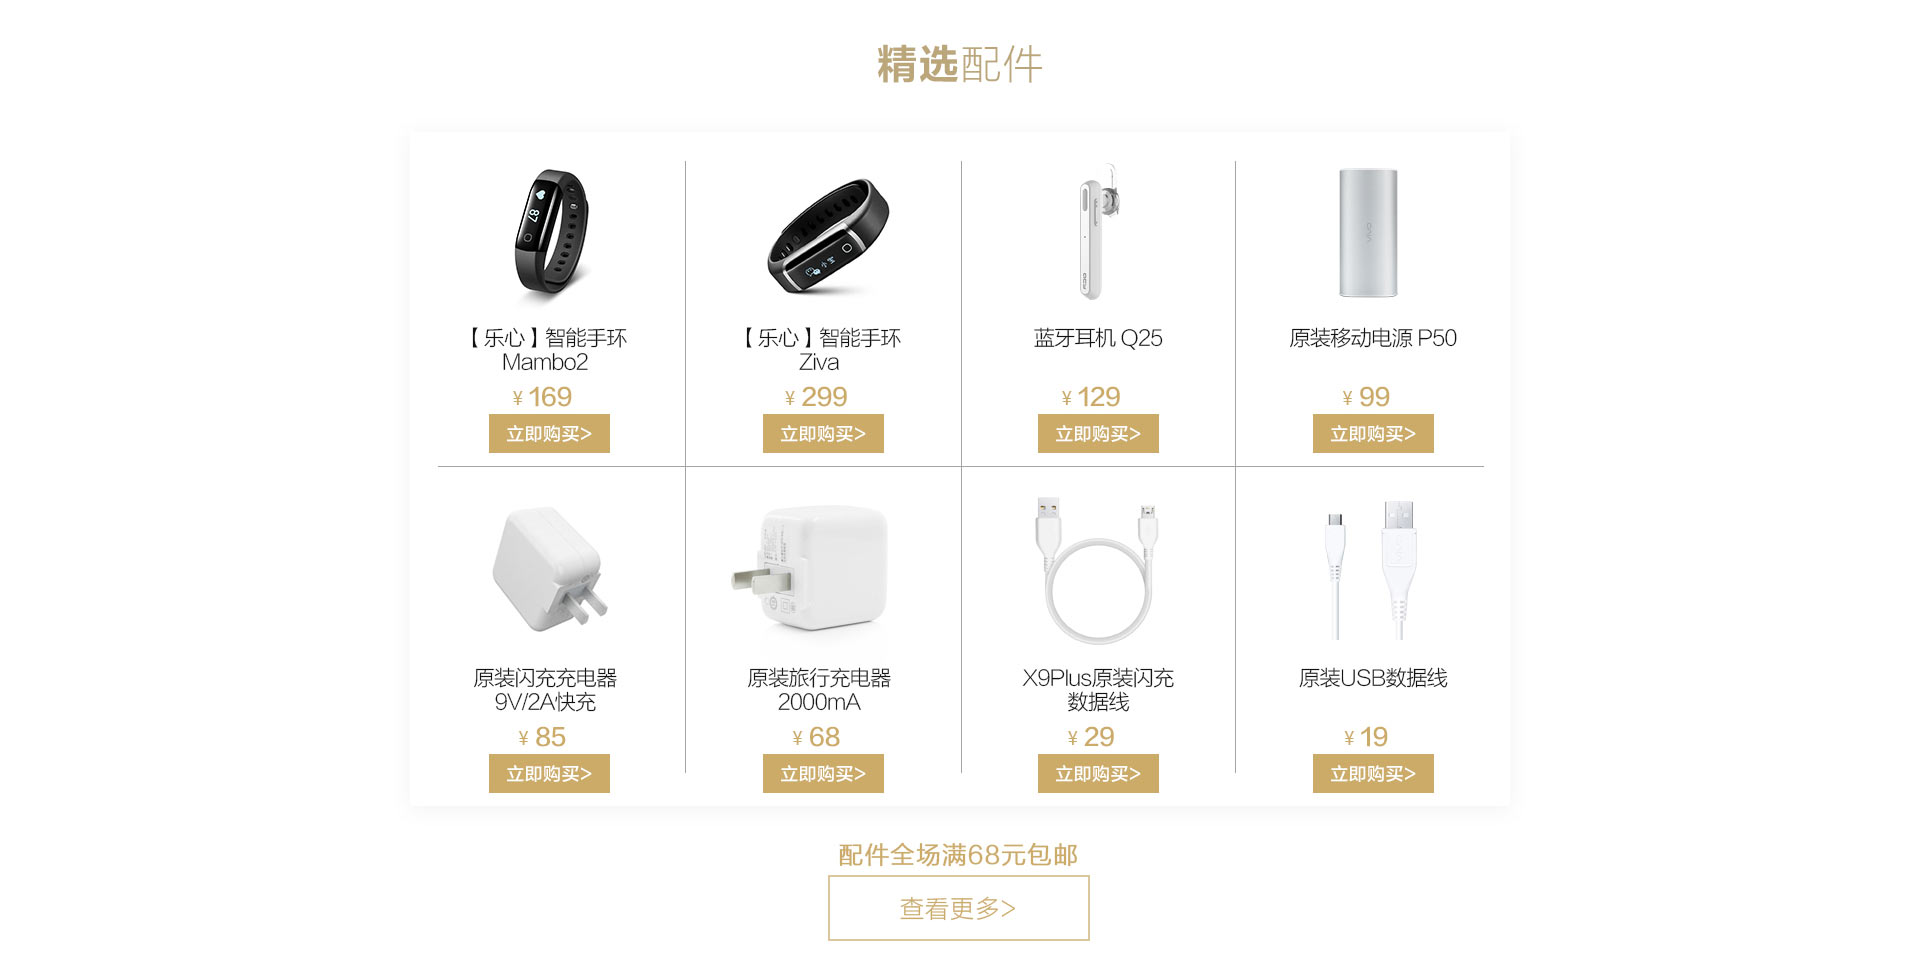 精选配件
87
小宝
vivo
【乐心】智能手环
Mambo2
¥ 169
立即购买>
【乐心】智能手环
Ziva
¥ 299
立即购买>
蓝牙耳机 Q25
¥ 129
立即购买>
原装移动电源 P50
¥ 99
立即购买>
原装闪充充电器
9V/2A快充
¥ 85
立即购买>
原装旅行充电器
2000mA
¥ 68
立即购买>
X9Plus原装闪充
数据线
¥ 29
立即购买>
原装USB数据线
¥ 19
立即购买>
配件全场满68元包邮
查看更多>